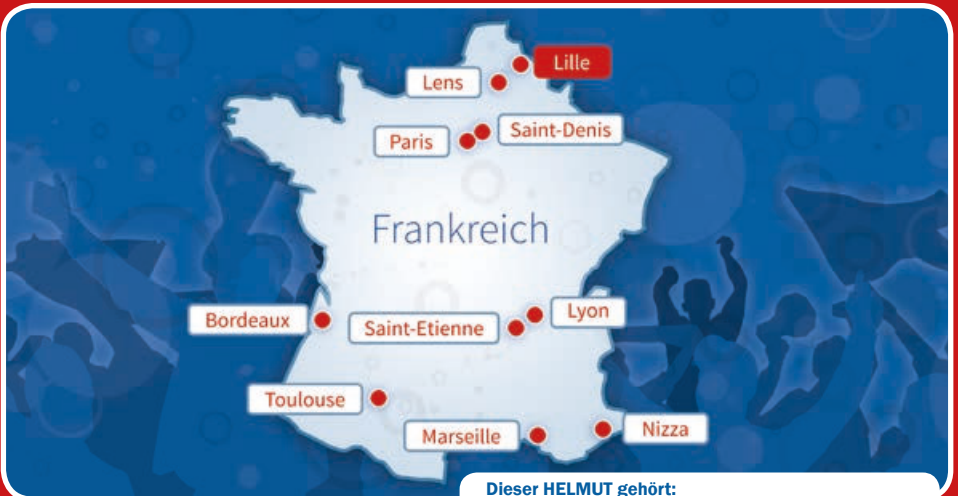 Lille
Lens
Saint-Denis
Paris
Frankreich
Lyon
Bordeaux
Saint-Etienne
Toulouse
Nizza
Marseille
Dieser HELMUT gehört: